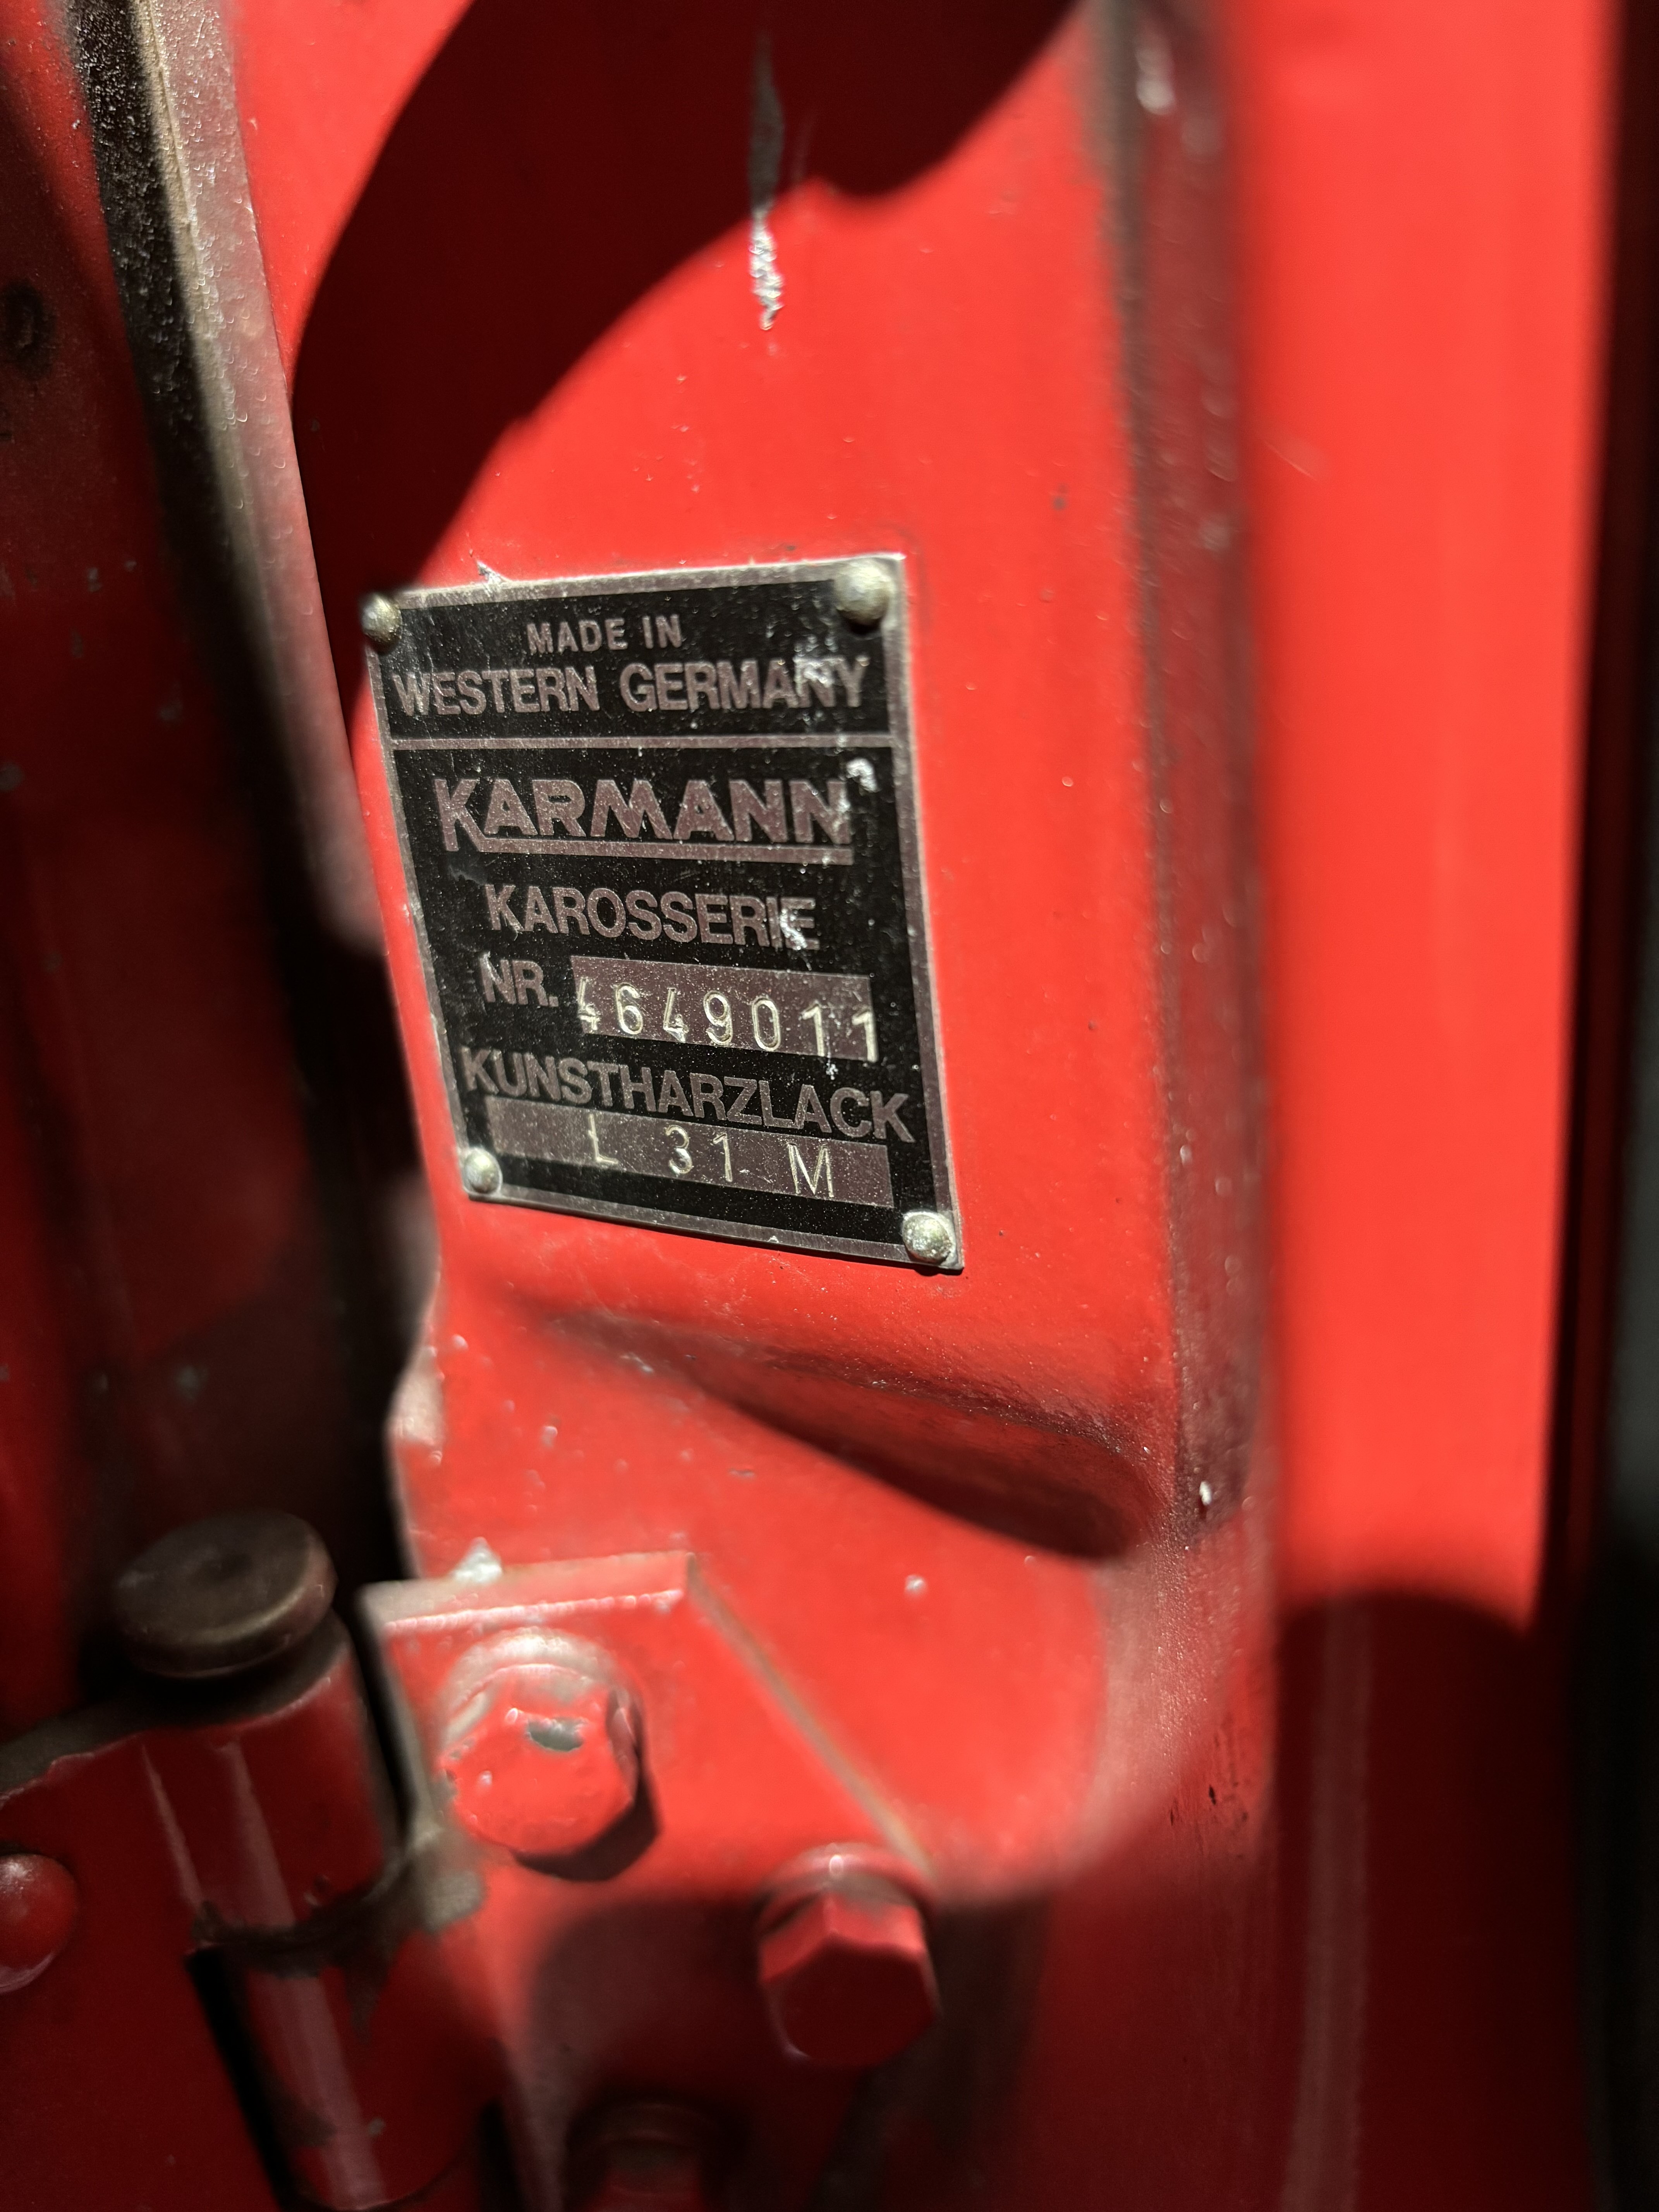 MADE IN
WESTERN GERMANY
KARMANN
KAROSSERIE
NR. 4649011
KUNSTHARZLACK
L 31 M